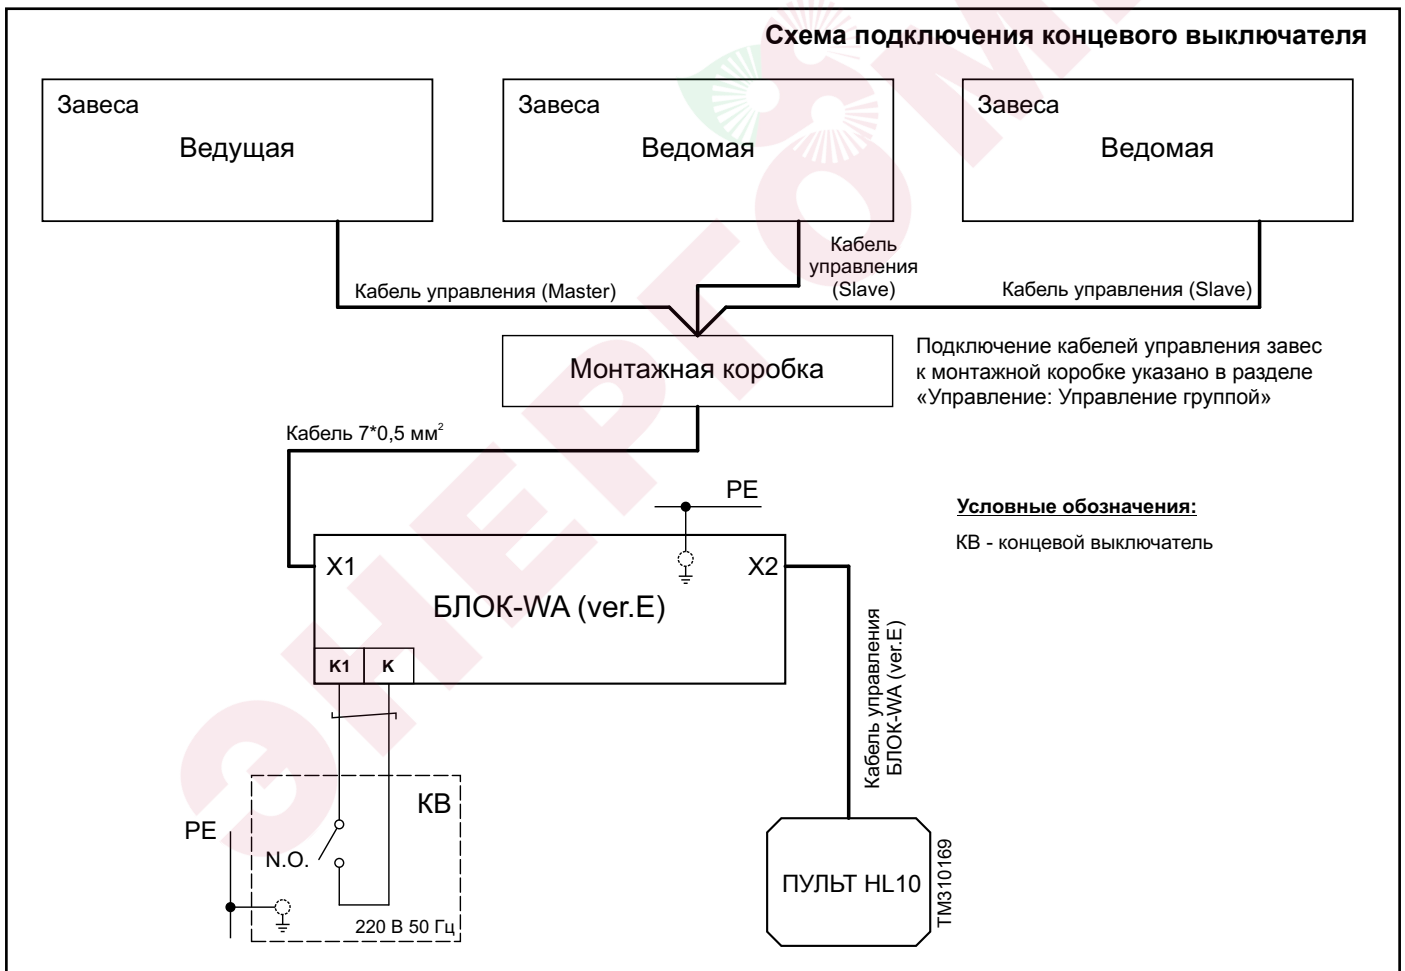 Схема подключения концевого выключателя
Завеса
Ведущая
Завеса
Ведомая
Завеса
Ведомая
Кабель
управления
(Slave)
Кабель управления (Master)
Кабель управления (Slave)
Монтажная коробка
Подключение кабелей управления завес
к монтажной коробке указано в разделе
«Управление: Управление группой»
Кабель 7*0,5 мм²
PE
Условные обозначения:
КВ - концевой выключатель
X1
X2
БЛОК-WA (ver.E)
К1
К
Кабель управления
БЛОК-WA (ver.E)
КВ
PE
N.O.
220 В 50 Гц
ПУЛЬТ HL10
TM310169
ЭНЕРГОМ